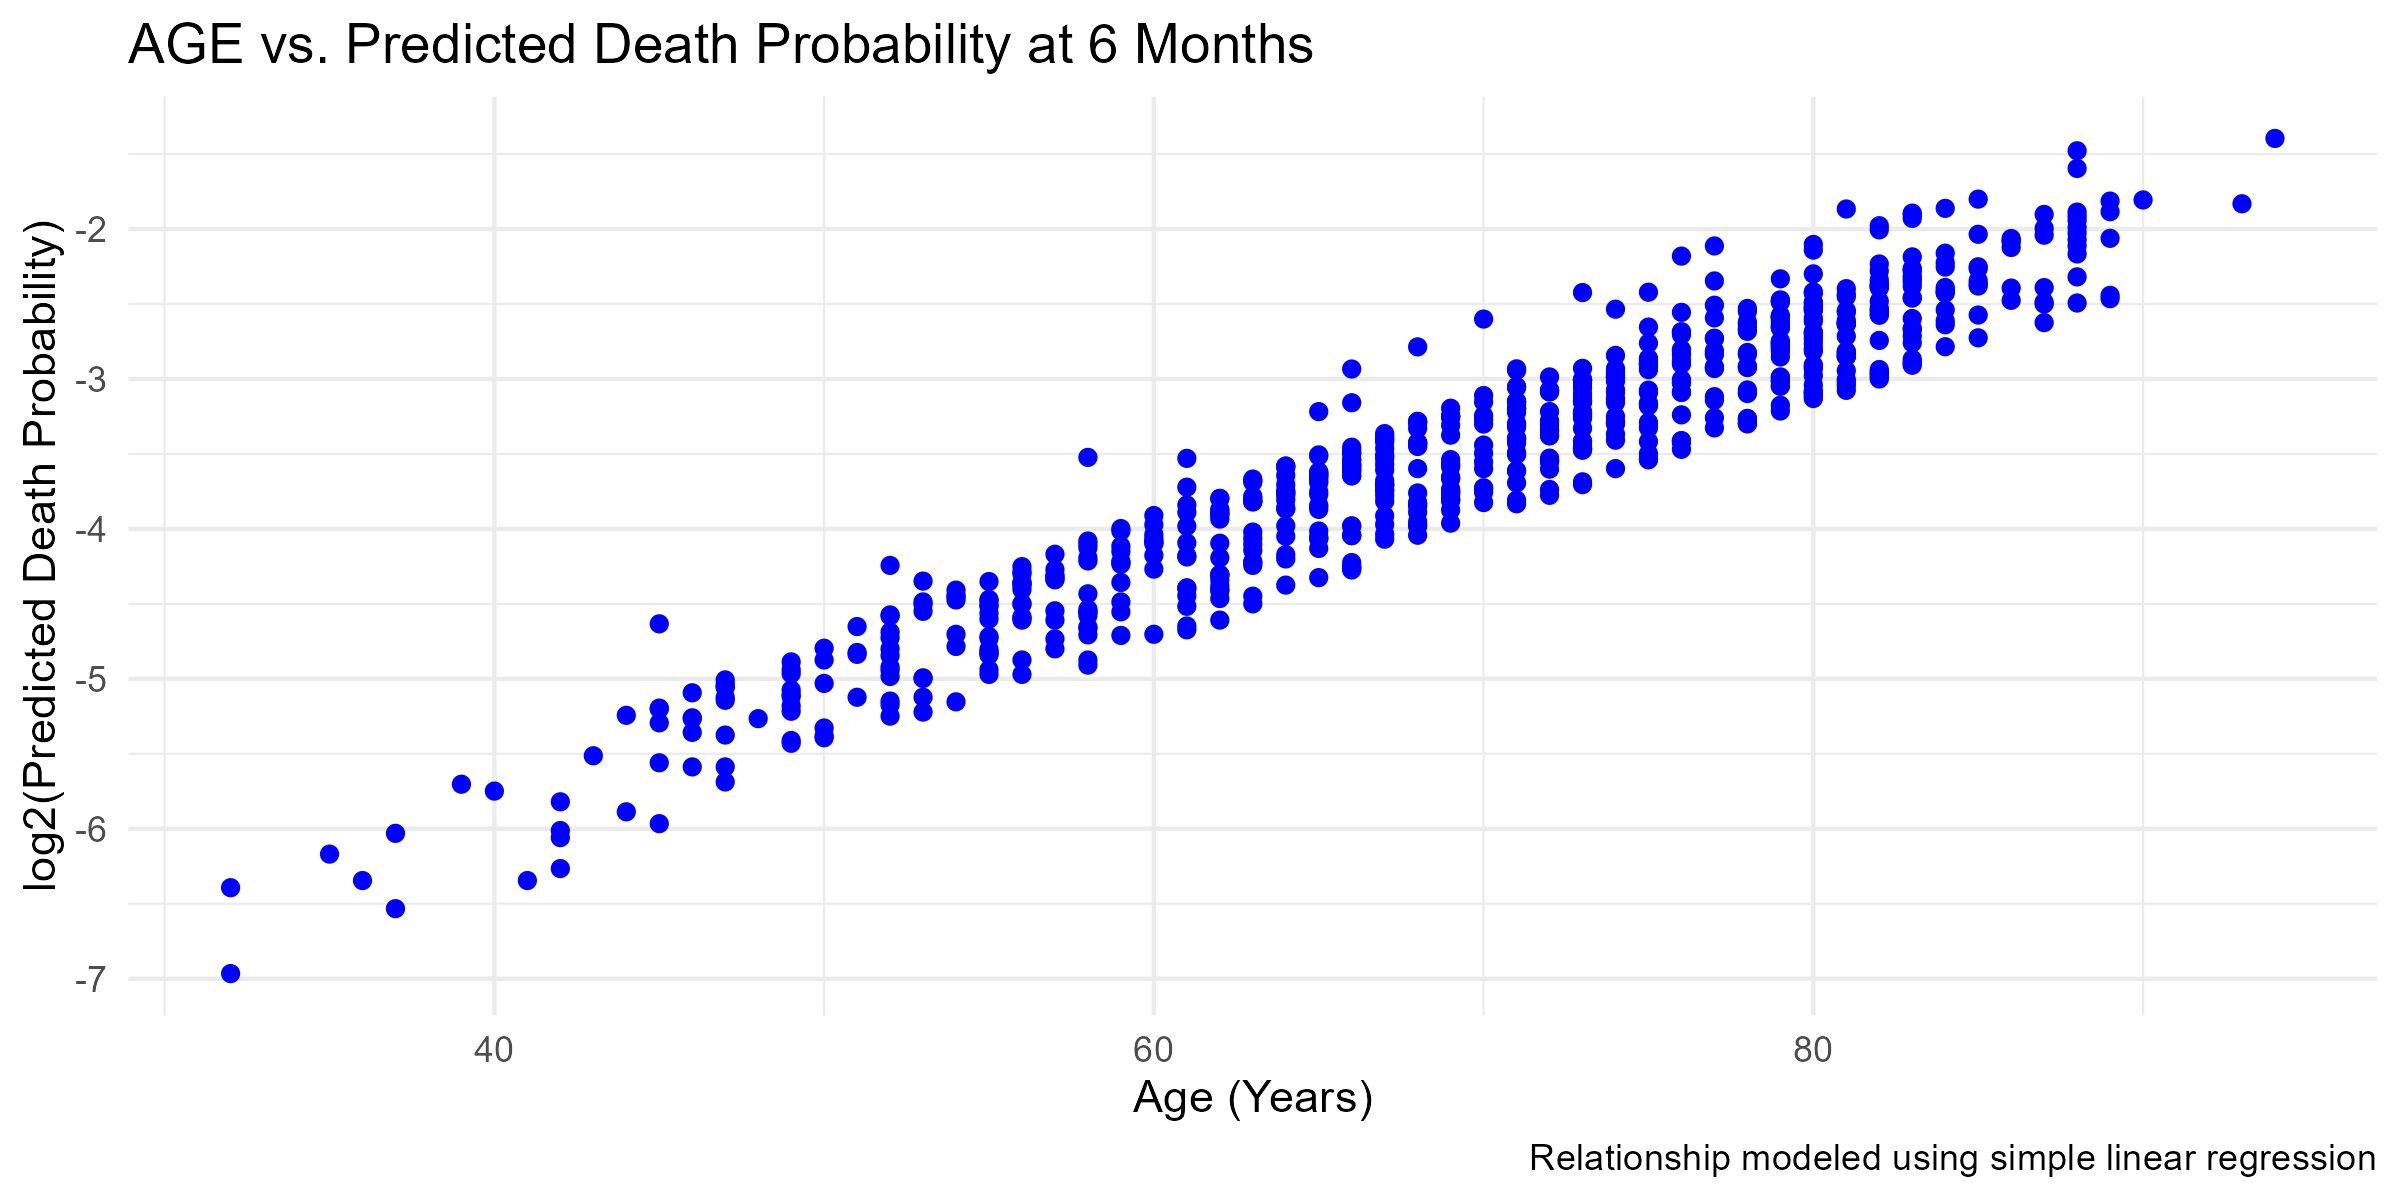 AGE vs. Predicted Death Probability at 6 Months
log2(Predicted Death Probability)
-2
-3
-4
-5
-6
-7
40
60
80
Age (Years)
Relationship modeled using simple linear regression